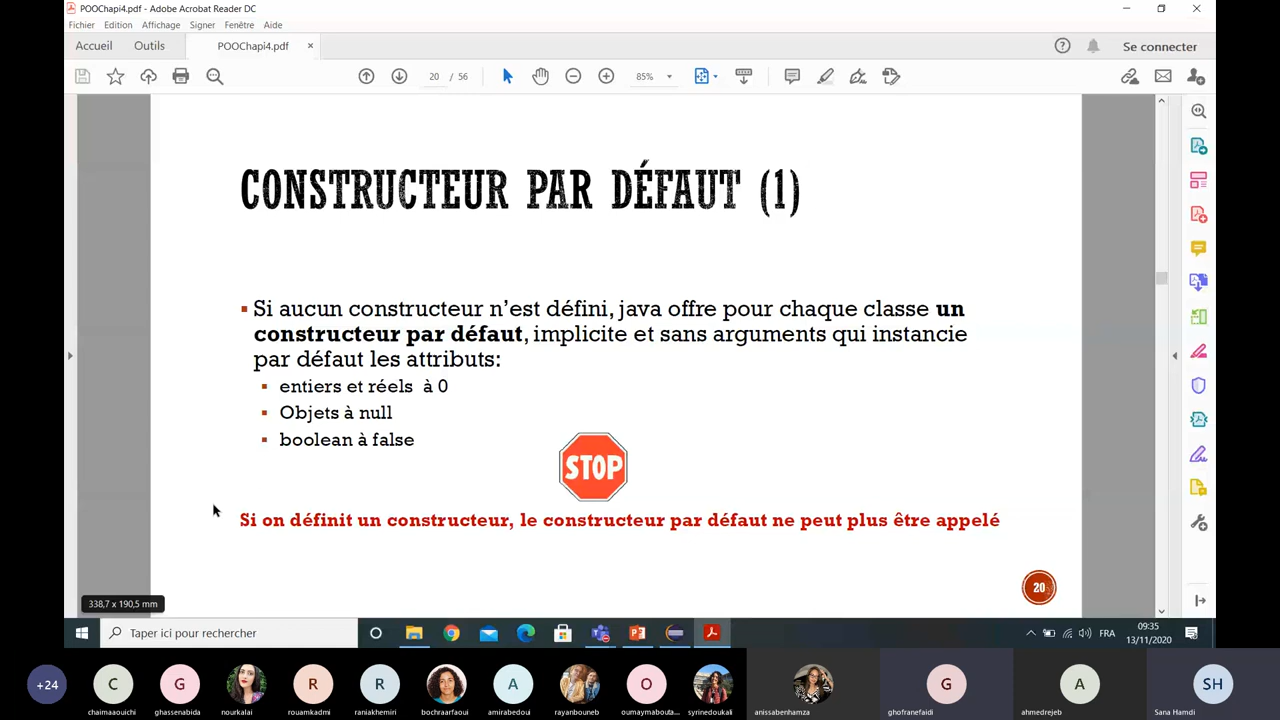 POOChapi4.pdf - Adobe Acrobat Reader DC
Fichier Edition Affichage Signer Fenêtre Aide
Accueil Outils POOChapi4.pdf × Se connecter
20 / 56 85%
CONSTRUCTEUR PAR DÉFAUT (1)
Si aucun constructeur n'est défini, java offre pour chaque classe un
constructeur par défaut, implicite et sans arguments qui instancie
par défaut les attributs:
entiers et réels à 0
Objets à null
boolean à false
STOP
Si on définit un constructeur, le constructeur par défaut ne peut plus être appelé
20
338,7 x 190,5 mm
Taper ici pour rechercher
FRA
09:35
13/11/2020
+24 C G R R A O G A SH
chaimaaouichi ghassenabida nourkalai rouamkadmi raniakhemiri bochraarfaoui amirabedoui rayanbouneb oumaymabouta... syrinedoukali anissabenhamza ghofranefaidi ahmedrejeb Sana Hamdi